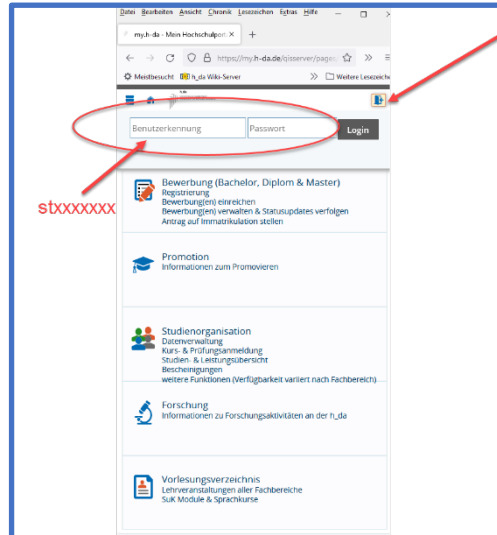 Datei Bearbeiten Ansicht Chronik Lesezeichen Extras Hilfe
my.h-da - Mein Hochschulport
https://my.h-da.de/qisserver/pages/
Meistbesucht h_da Wiki-Server Weitere Lesezeich
Benutzerkennung Passwort Login
stxxxxxxx
Bewerbung (Bachelor, Diplom & Master)
Registrierung
Bewerbung(en) einreichen
Bewerbung(en) verwalten & Statusupdates verfolgen
Antrag auf Immatrikulation stellen
Promotion
Informationen zum Promovieren
Studienorganisation
Datenverwaltung
Kurs- & Prüfungsanmeldung
Studien- & Leistungsübersicht
Bescheinigungen
weitere Funktionen (Verfügbarkeit variiert nach Fachbereich)
Forschung
Informationen zu Forschungsaktivitäten an der h_da
Vorlesungsverzeichnis
Lehrveranstaltungen aller Fachbereiche
SuK Module & Sprachkurse